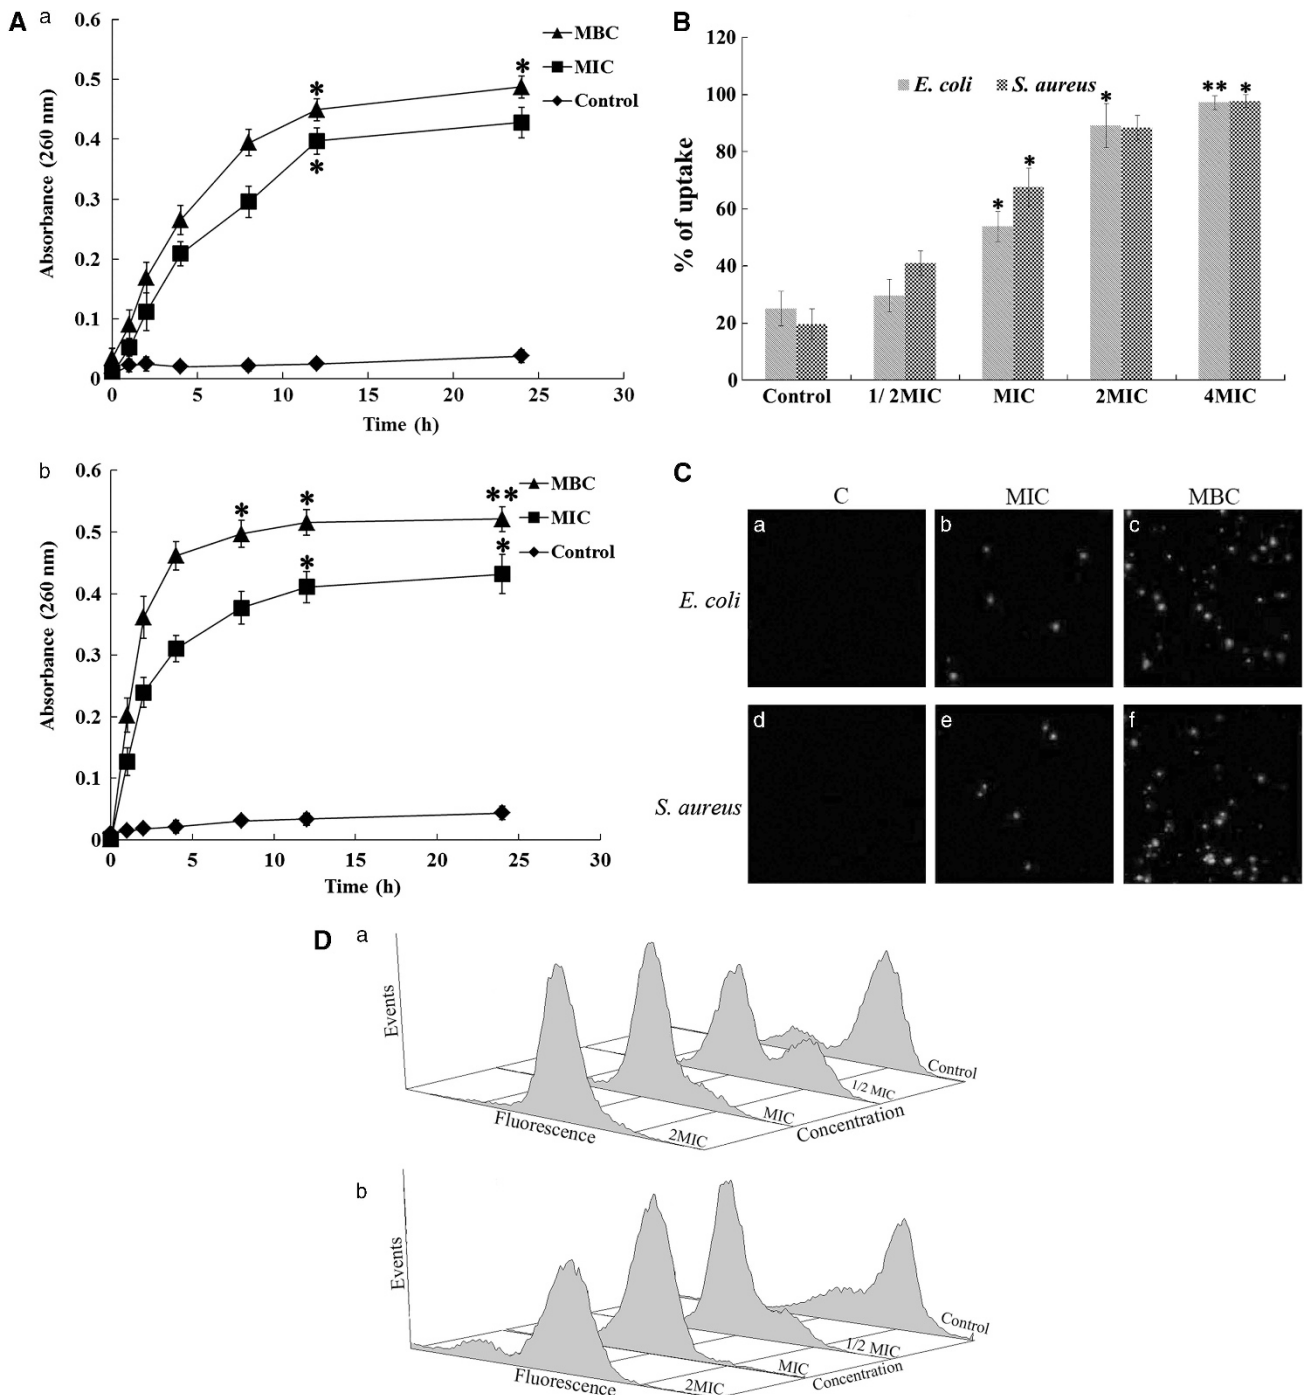 A a
0.6
0.5
0.4
0.3
0.2
0.1
0
0 5 10 15 20 25 30
Absorbance (260 nm)
Time (h)
MBC
MIC
Control
* *
*
B
120
100
80
60
40
20
0
% of uptake
E. coli S. aureus
* * * ** *
Control 1/2MIC MIC 2MIC 4MIC
b
0.6
0.5
0.4
0.3
0.2
0.1
0
0 5 10 15 20 25 30
Absorbance (260 nm)
Time (h)
MBC
MIC
Control
* * **
* *
C
C MIC MBC
E. coli
a b c
S. aureus
d e f
D a
Events
Fluorescence
2MIC
MIC
1/2 MIC
Control
Concentration
b
Events
Fluorescence
2MIC
MIC
1/2 MIC
Control
Concentration